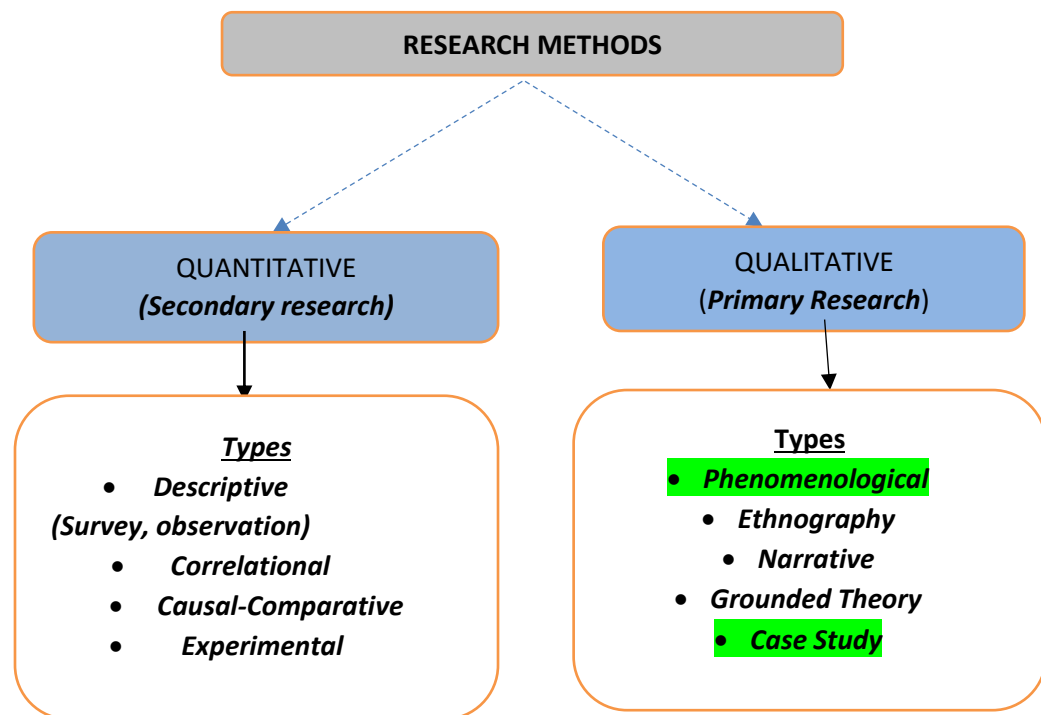 RESEARCH METHODS
QUANTITATIVE
(Secondary research)
QUALITATIVE
(Primary Research)
Types
• Descriptive
(Survey, observation)
• Correlational
• Causal-Comparative
• Experimental
Types
• Phenomenological
• Ethnography
• Narrative
• Grounded Theory
• Case Study